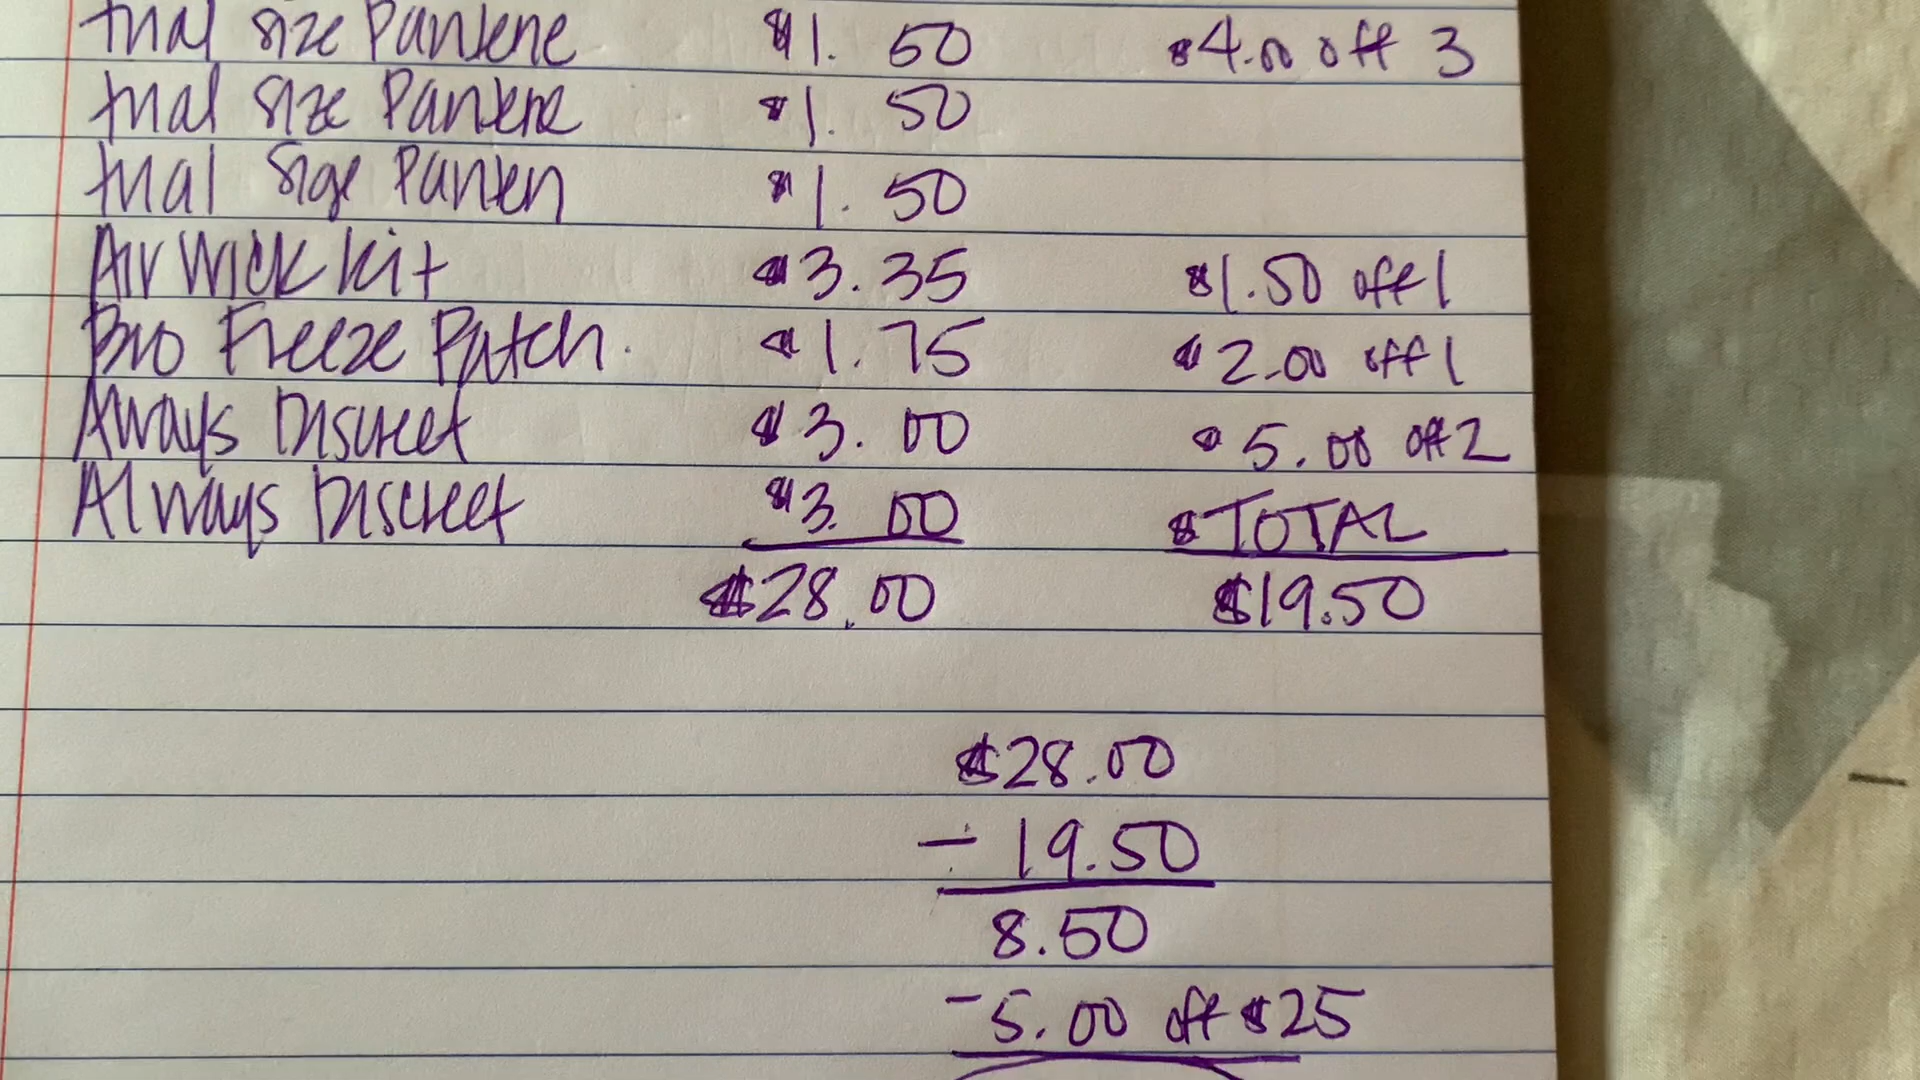 trial size Pantene $1.50 $4.00 off 3
trial size Pantene $1.50
trial size Panten $1.50
Air Wick kit $3.35 $1.50 off 1
Bio Freeze Patch. $1.75 $2.00 off 1
Aways Discreet $3.00 $5.00 off 2
Always Discreet $3.00 $TOTAL
$28.00 $19.50
$28.00
- 19.50
8.50
-5.00 off $25